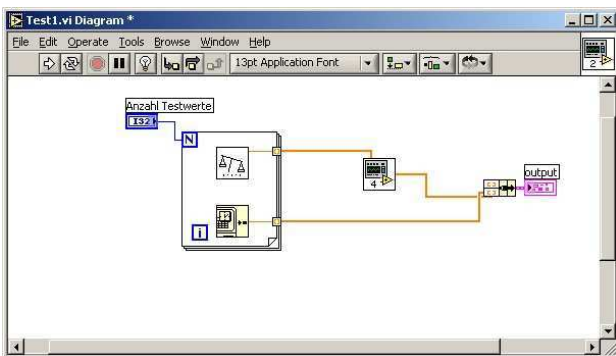 Test1.vi Diagram *
File Edit Operate Tools Browse Window Help
13pt Application Font
2
Anzahl Testwerte
I32
N
4
output
i